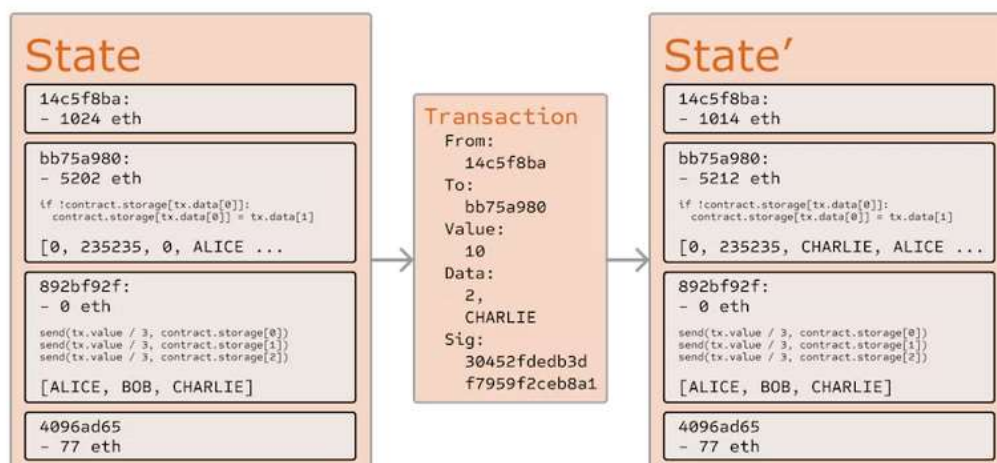 State
14c5f8ba:
- 1024 eth
bb75a980:
- 5202 eth
if !contract.storage[tx.data[0]]:
contract.storage[tx.data[0]] = tx.data[1]
[0, 235235, 0, ALICE ...
892bf92f:
- 0 eth
send(tx.value / 3, contract.storage[0])
send(tx.value / 3, contract.storage[1])
send(tx.value / 3, contract.storage[2])
[ALICE, BOB, CHARLIE]
4096ad65
- 77 eth
Transaction
From:
14c5f8ba
To:
bb75a980
Value:
10
Data:
2,
CHARLIE
Sig:
30452fdedb3d
f7959f2ceb8a1
State’
14c5f8ba:
- 1014 eth
bb75a980:
- 5212 eth
if !contract.storage[tx.data[0]]:
contract.storage[tx.data[0]] = tx.data[1]
[0, 235235, CHARLIE, ALICE ...
892bf92f:
- 0 eth
send(tx.value / 3, contract.storage[0])
send(tx.value / 3, contract.storage[1])
send(tx.value / 3, contract.storage[2])
[ALICE, BOB, CHARLIE]
4096ad65
- 77 eth